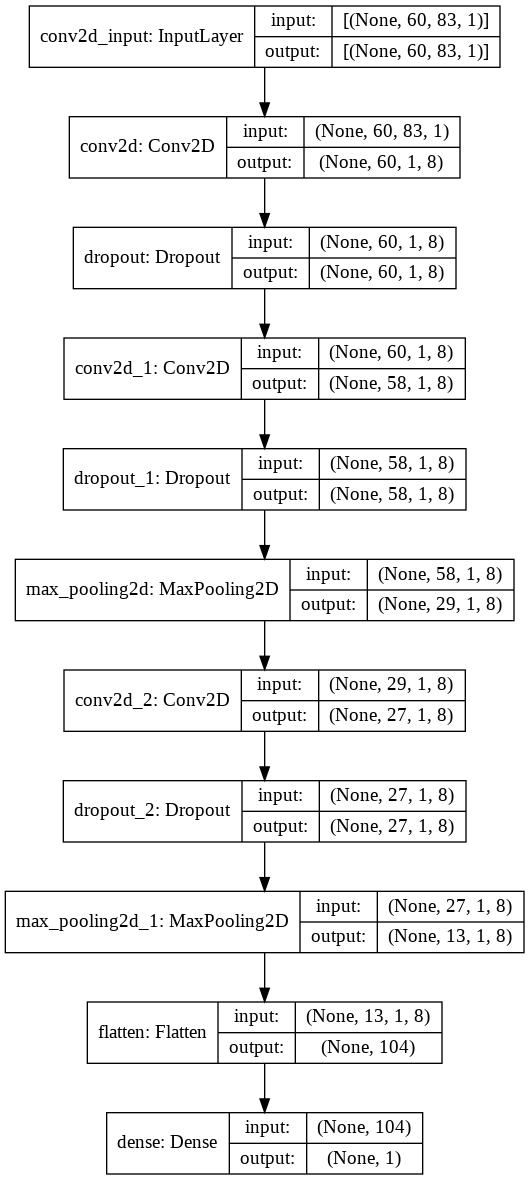 conv2d_input: InputLayer
input: [(None, 60, 83, 1)]
output: [(None, 60, 83, 1)]
conv2d: Conv2D
input: (None, 60, 83, 1)
output: (None, 60, 1, 8)
dropout: Dropout
input: (None, 60, 1, 8)
output: (None, 60, 1, 8)
conv2d_1: Conv2D
input: (None, 60, 1, 8)
output: (None, 58, 1, 8)
dropout_1: Dropout
input: (None, 58, 1, 8)
output: (None, 58, 1, 8)
max_pooling2d: MaxPooling2D
input: (None, 58, 1, 8)
output: (None, 29, 1, 8)
conv2d_2: Conv2D
input: (None, 29, 1, 8)
output: (None, 27, 1, 8)
dropout_2: Dropout
input: (None, 27, 1, 8)
output: (None, 27, 1, 8)
max_pooling2d_1: MaxPooling2D
input: (None, 27, 1, 8)
output: (None, 13, 1, 8)
flatten: Flatten
input: (None, 13, 1, 8)
output: (None, 104)
dense: Dense
input: (None, 104)
output: (None, 1)